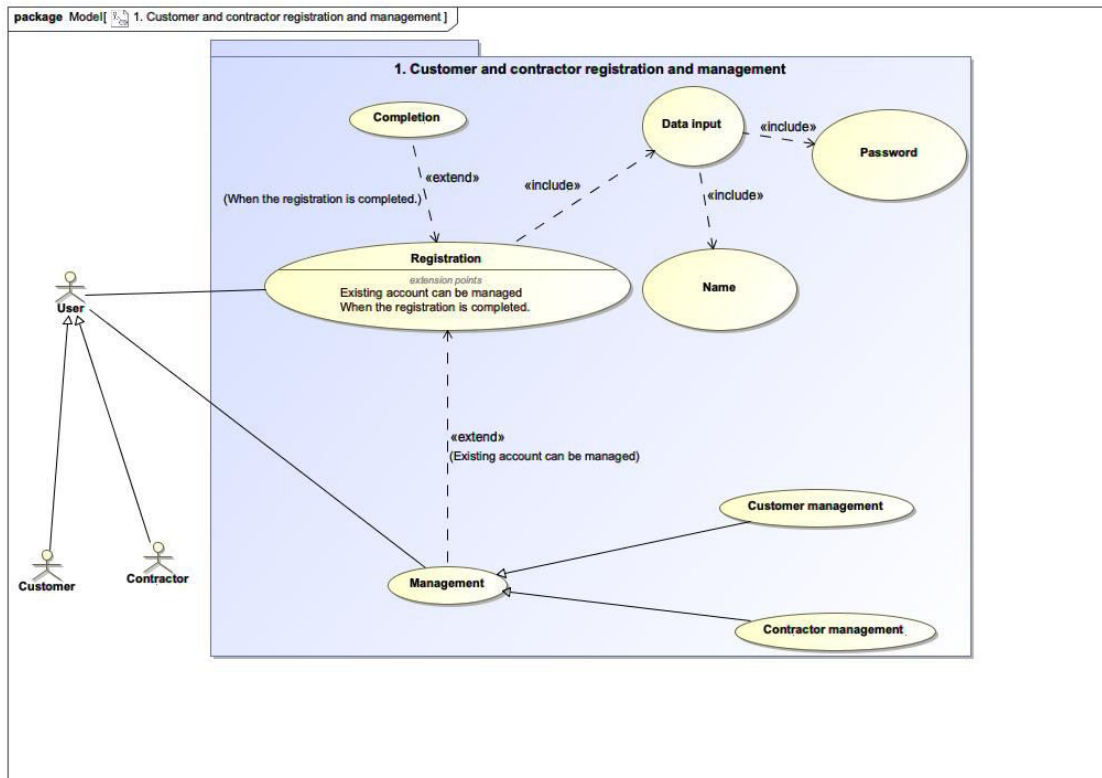 package Model[ 1. Customer and contractor registration and management ]
1. Customer and contractor registration and management
Completion
Data input
«include»
Password
«extend»
(When the registration is completed.)
«include»
«include»
Registration
extension points
Existing account can be managed
When the registration is completed.
Name
User
«extend»
(Existing account can be managed)
Customer management
Customer
Contractor
Management
Contractor management